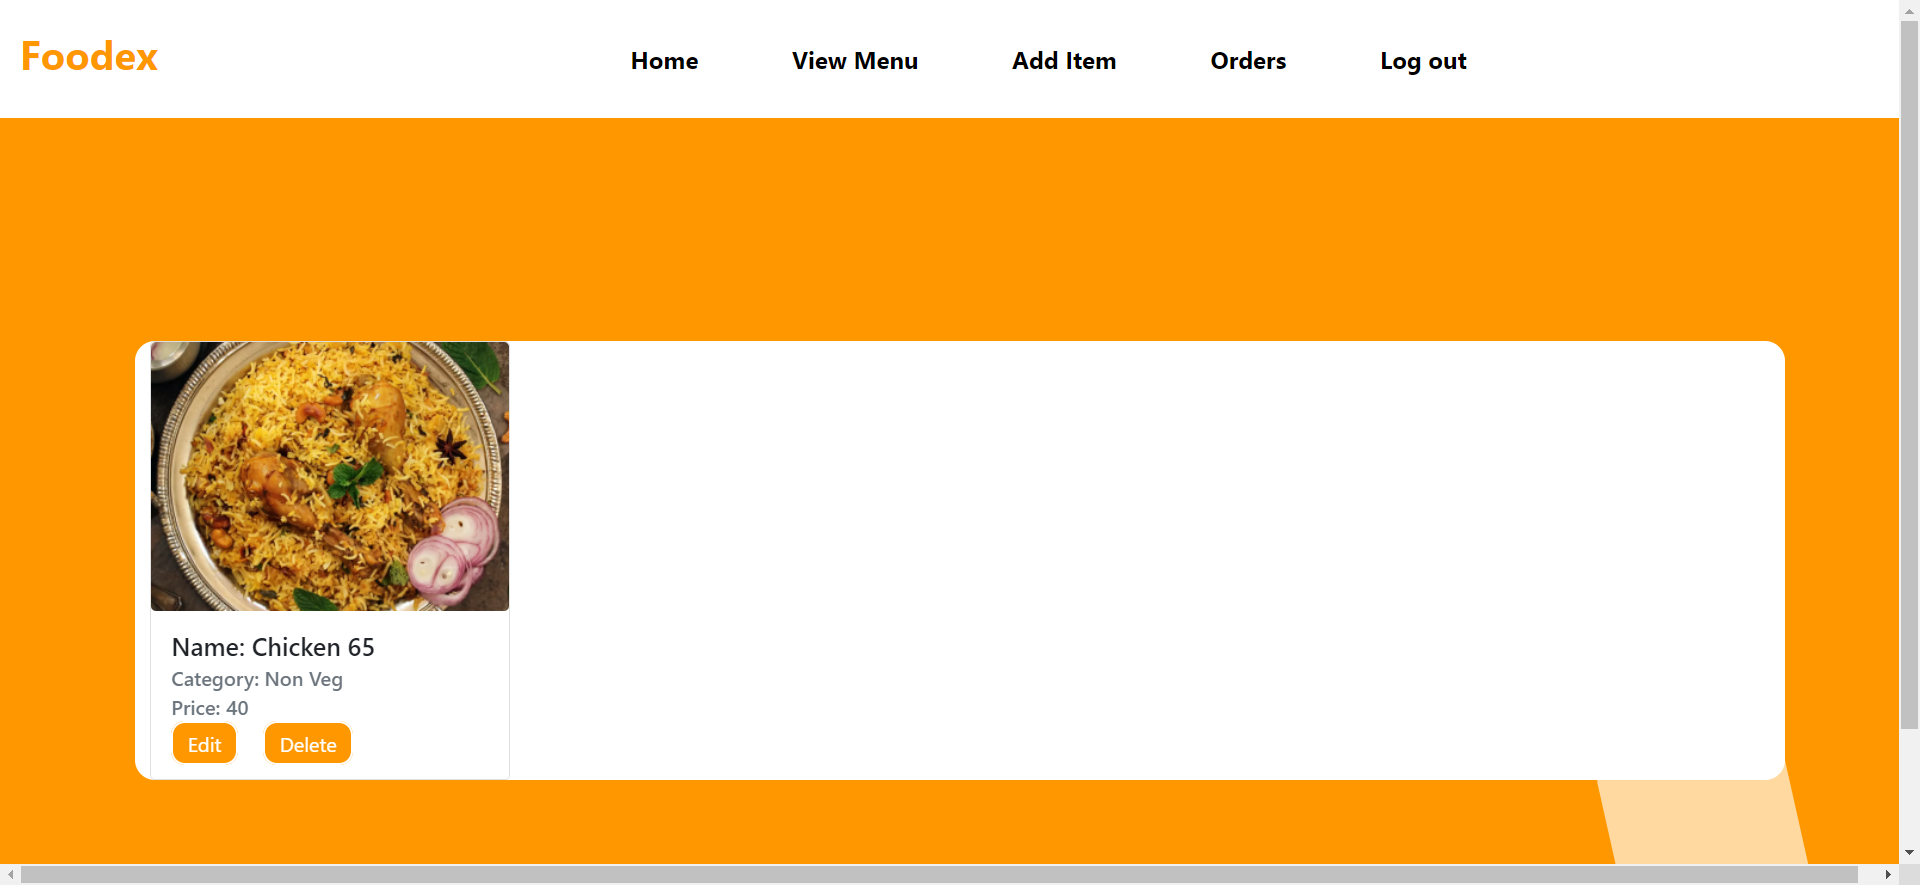 Foodex
Home View Menu Add Item Orders Log out
Name: Chicken 65
Category: Non Veg
Price: 40
Edit Delete